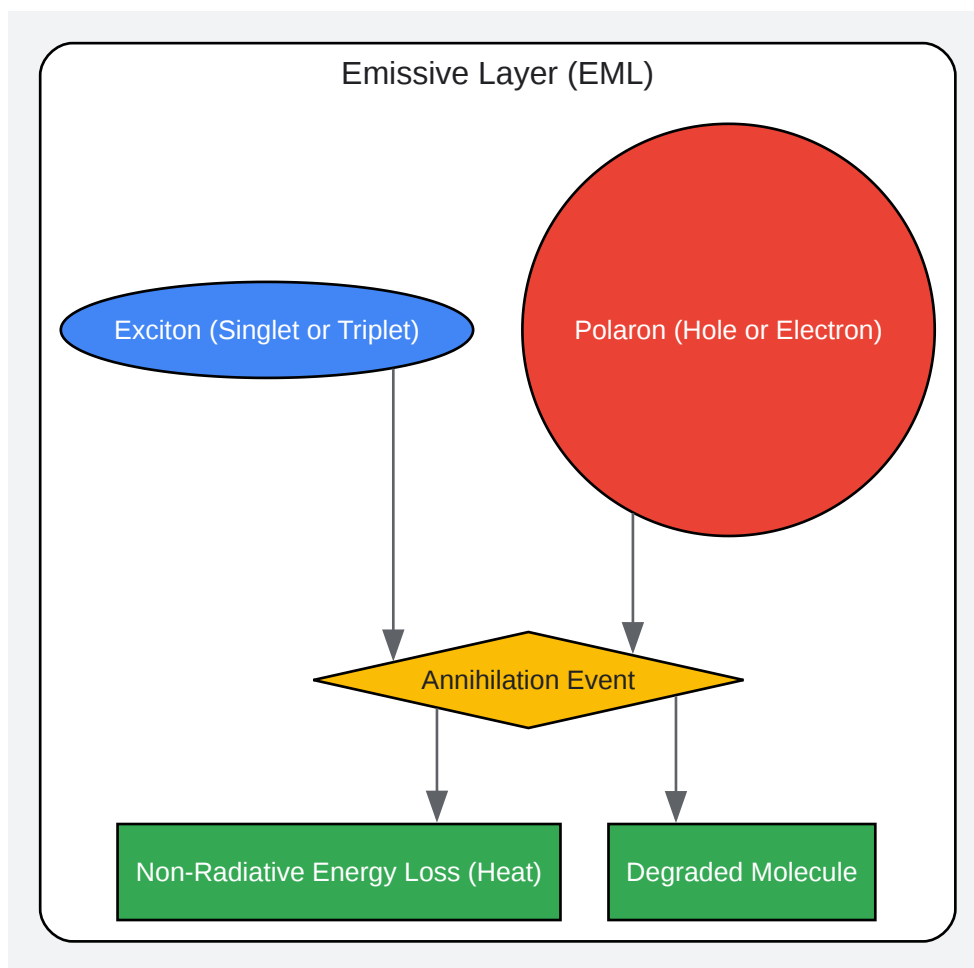 Emissive Layer (EML)
Exciton (Singlet or Triplet)
Polaron (Hole or Electron)
Annihilation Event
Non-Radiative Energy Loss (Heat)
Degraded Molecule